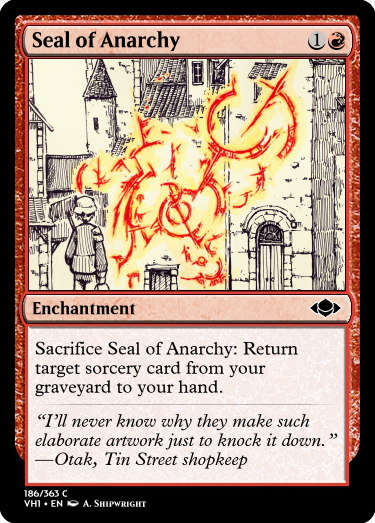 Seal of Anarchy 1
Enchantment
Sacrifice Seal of Anarchy: Return
target sorcery card from your
graveyard to your hand.
“I’ll never know why they make such
elaborate artwork just to knock it down.”
—Otak, Tin Street shopkeep
186/363 C
VH1 • EN A. Shipwright